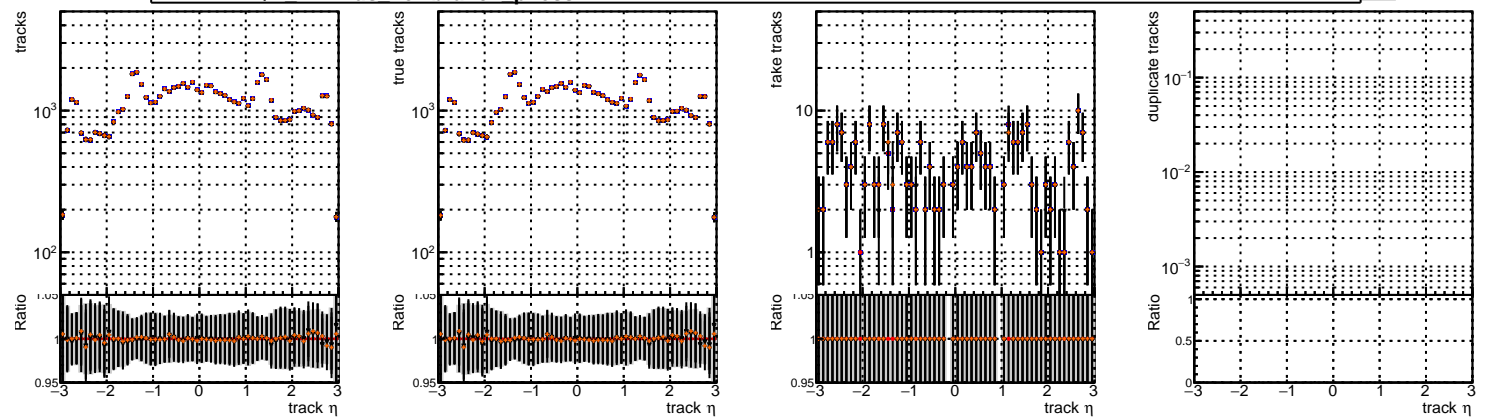 tracks
10³
10²
Ratio
1.05
1
0.95
−3 −2 −1 0 1 2 3
track η
true tracks
10³
10²
Ratio
1.05
1
0.95
−3 −2 −1 0 1 2 3
track η
fake tracks
10
1
Ratio
1.05
1
0.95
−3 −2 −1 0 1 2 3
track η
duplicate tracks
10⁻¹
10⁻²
10⁻³
Ratio
1
0.5
0
−3 −2 −1 0 1 2 3
track η